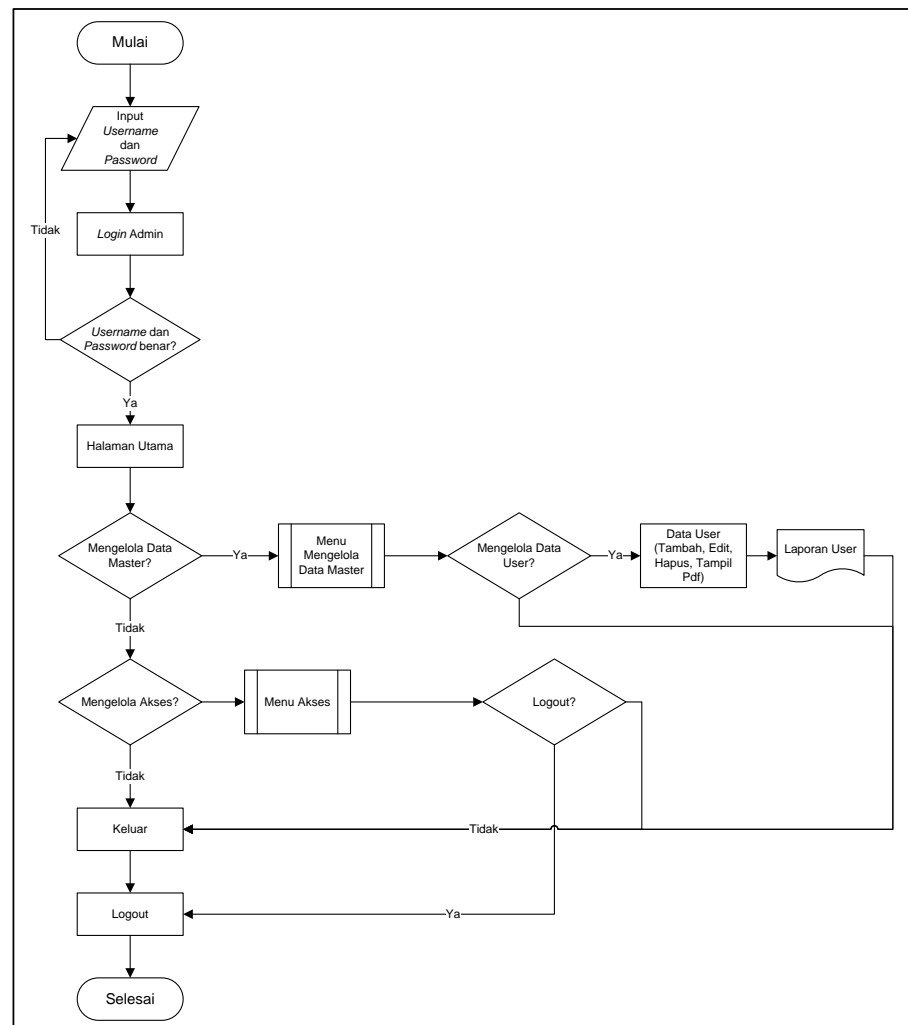 Mulai
Input
Username
dan
Password
Tidak
Login Admin
Username dan
Password benar?
Ya
Halaman Utama
Mengelola Data
Master?
Ya
Menu
Mengelola
Data Master
Mengelola Data
User?
Ya
Data User
(Tambah, Edit,
Hapus, Tampil
Pdf)
Laporan User
Tidak
Mengelola Akses?
Menu Akses
Logout?
Tidak
Keluar
Tidak
Logout
Ya
Selesai